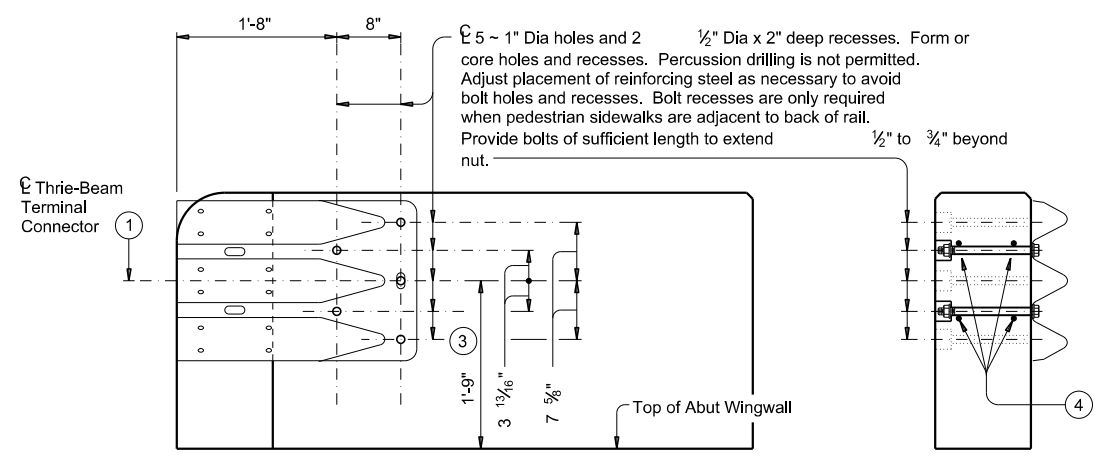 1'-8"
8"
℄ 5 ~ 1" Dia holes and 2 ½" Dia x 2" deep recesses. Form or
core holes and recesses. Percussion drilling is not permitted.
Adjust placement of reinforcing steel as necessary to avoid
bolt holes and recesses. Bolt recesses are only required
when pedestrian sidewalks are adjacent to back of rail.
Provide bolts of sufficient length to extend ½" to ¾" beyond
nut.
℄ Thrie-Beam
Terminal
Connector
1
3
1'-9"
3 13⁄16"
7 5⁄8"
Top of Abut Wingwall
4